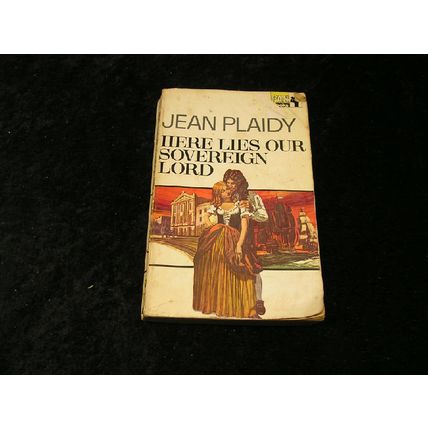 JEAN PLAIDY
HERE LIES OUR
SOVEREIGN
LORD